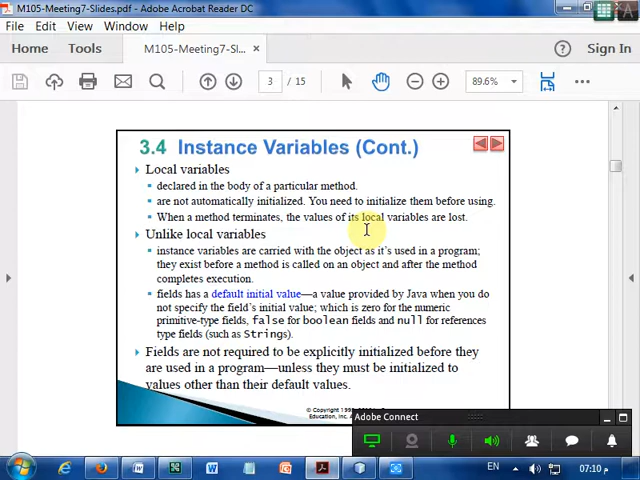 M105-Meeting7-Slides.pdf - Adobe Acrobat Reader DC
File Edit View Window Help
Home Tools M105-Meeting7-Sl... × Sign In
3 / 15 89.6%
3.4 Instance Variables (Cont.)
Local variables
declared in the body of a particular method.
are not automatically initialized. You need to initialize them before using.
When a method terminates, the values of its local variables are lost.
Unlike local variables
instance variables are carried with the object as it's used in a program;
they exist before a method is called on an object and after the method
completes execution.
fields has a default initial value—a value provided by Java when you do
not specify the field's initial value; which is zero for the numeric
primitive-type fields, false for boolean fields and null for references
type fields (such as Strings).
Fields are not required to be explicitly initialized before they
are used in a program—unless they must be initialized to
values other than their default values.
© Copyright
Education, Inc.
Adobe Connect
EN 07:10 م